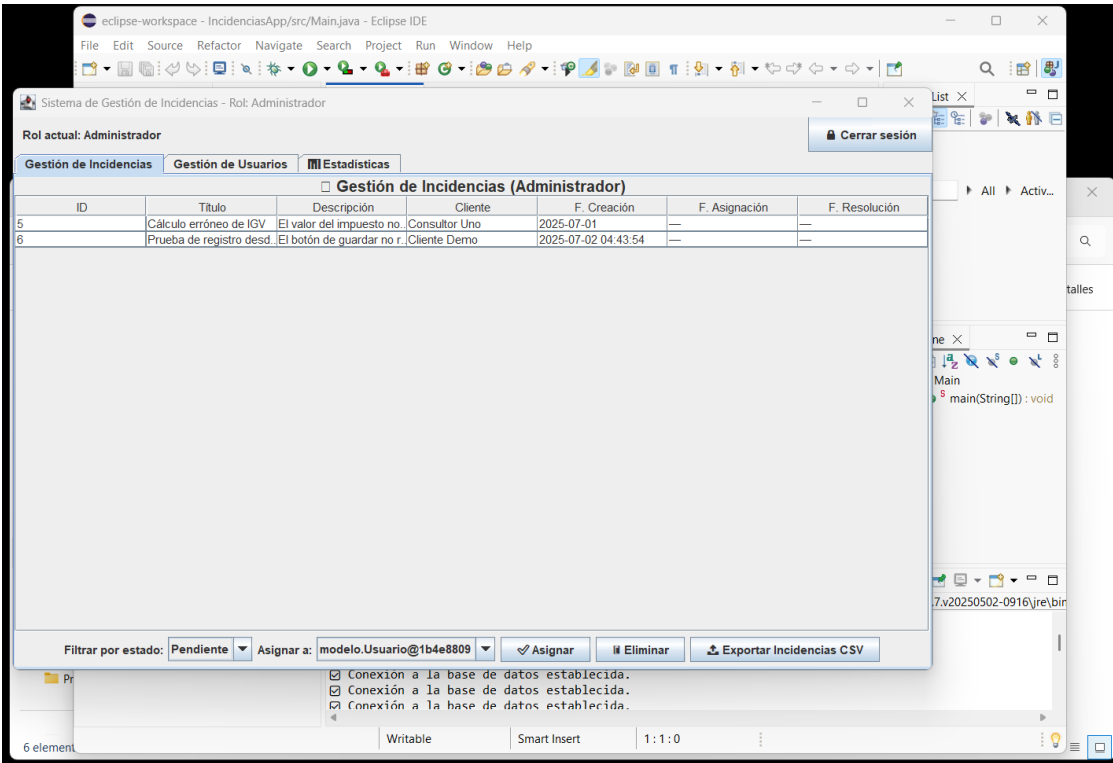 eclipse-workspace - IncidenciasApp/src/Main.java - Eclipse IDE
File Edit Source Refactor Navigate Search Project Run Window Help
Sistema de Gestión de Incidencias - Rol: Administrador
List
Rol actual: Administrador
Cerrar sesión
Gestión de Incidencias
Gestión de Usuarios
Estadísticas
All
Activ...
Gestión de Incidencias (Administrador)
ID Título Descripción Cliente F. Creación F. Asignación F. Resolución
5 Cálculo erróneo de IGV El valor del impuesto no... Consultor Uno 2025-07-01 — —
6 Prueba de registro desd... El botón de guardar no r... Cliente Demo 2025-07-02 04:43:54 — —
talles
ne
Main
main(String[]) : void
.7.v20250502-0916\jre\bin
Filtrar por estado: Pendiente Asignar a: modelo.Usuario@1b4e8809 Asignar Eliminar Exportar Incidencias CSV
Pr
Conexión a la base de datos establecida.
Conexión a la base de datos establecida.
Conexión a la base de datos establecida.
Writable Smart Insert 1 : 1 : 0
6 element